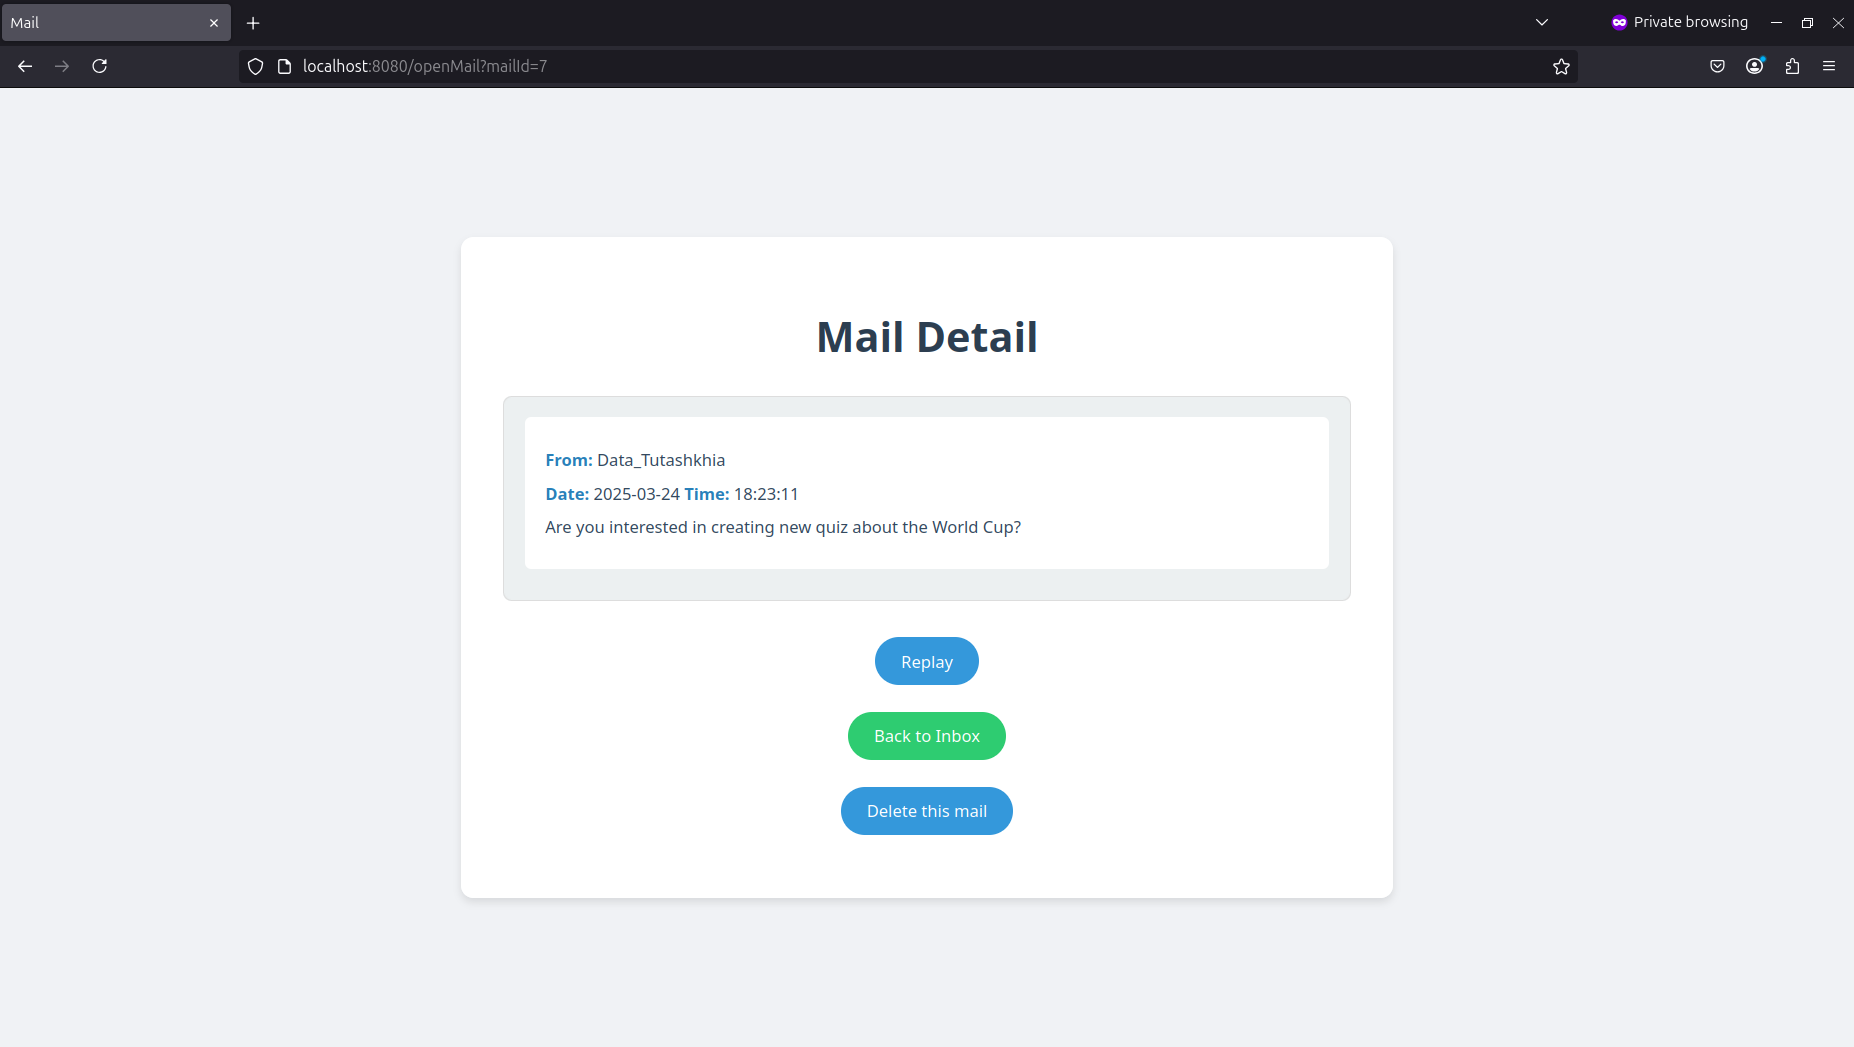 Mail
Private browsing
localhost:8080/openMail?mailId=7
Mail Detail
From: Data_Tutashkhia
Date: 2025-03-24 Time: 18:23:11
Are you interested in creating new quiz about the World Cup?
Replay
Back to Inbox
Delete this mail